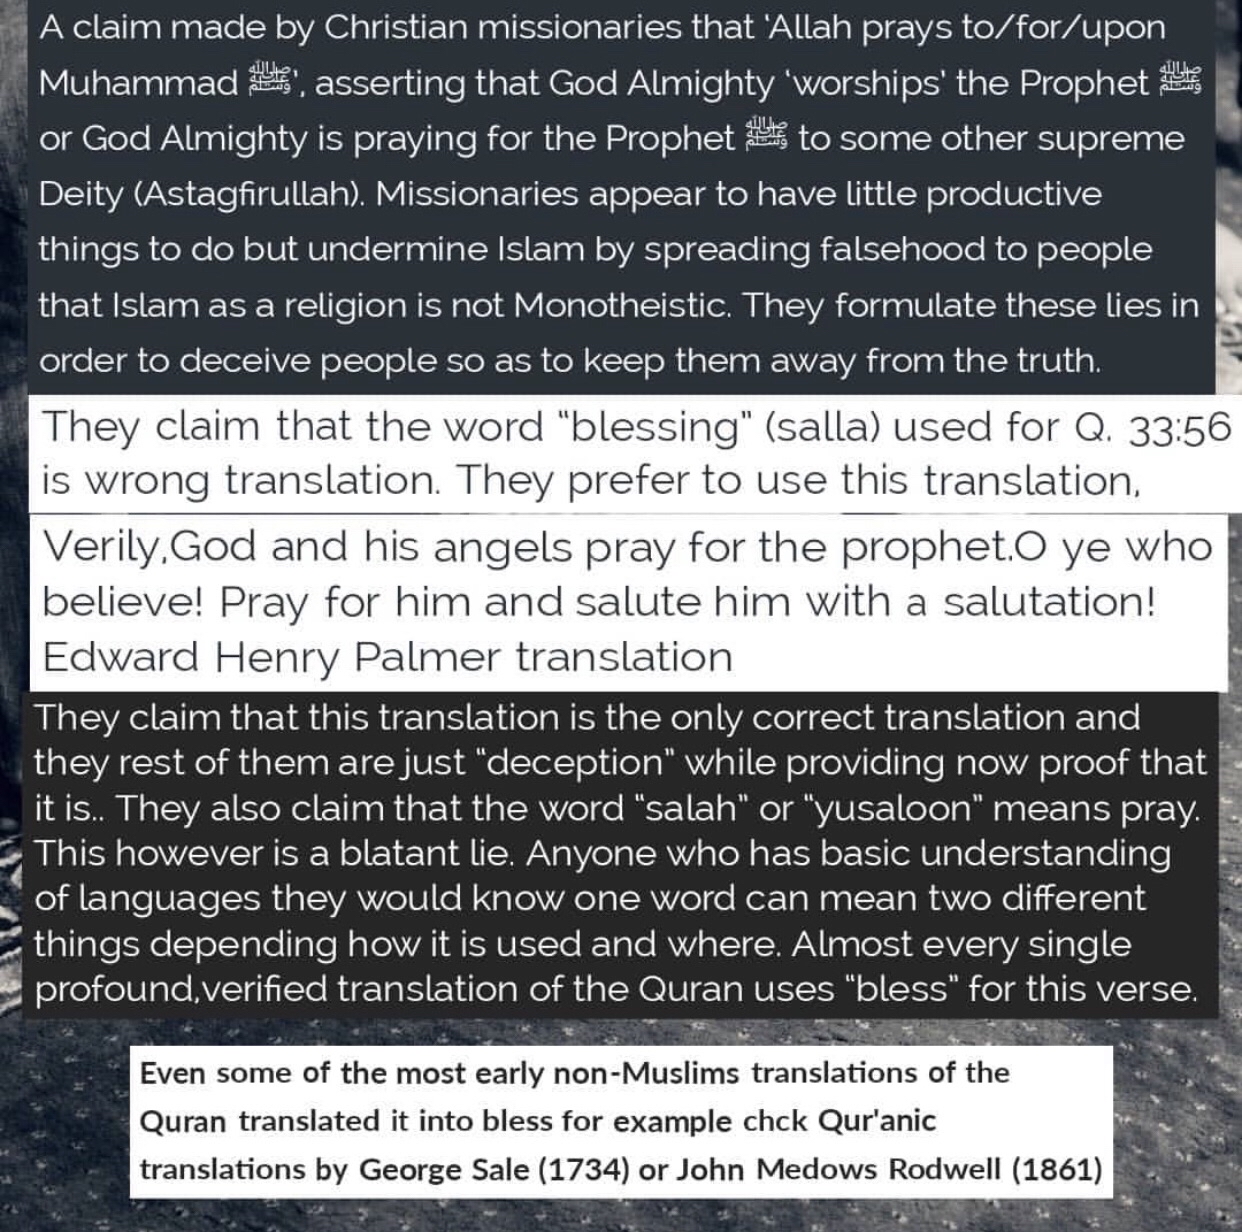 A claim made by Christian missionaries that 'Allah prays to/for/upon
Muhammad ﷺ', asserting that God Almighty 'worships' the Prophet ﷺ
or God Almighty is praying for the Prophet ﷺ to some other supreme
Deity (Astagfirullah). Missionaries appear to have little productive
things to do but undermine Islam by spreading falsehood to people
that Islam as a religion is not Monotheistic. They formulate these lies in
order to deceive people so as to keep them away from the truth.
They claim that the word "blessing" (salla) used for Q. 33:56
is wrong translation. They prefer to use this translation,
Verily,God and his angels pray for the prophet.O ye who
believe! Pray for him and salute him with a salutation!
Edward Henry Palmer translation
They claim that this translation is the only correct translation and
they rest of them are just "deception" while providing now proof that
it is.. They also claim that the word "salah" or "yusaloon" means pray.
This however is a blatant lie. Anyone who has basic understanding
of languages they would know one word can mean two different
things depending how it is used and where. Almost every single
profound,verified translation of the Quran uses "bless" for this verse.
Even some of the most early non-Muslims translations of the
Quran translated it into bless for example chck Qur'anic
translations by George Sale (1734) or John Medows Rodwell (1861)